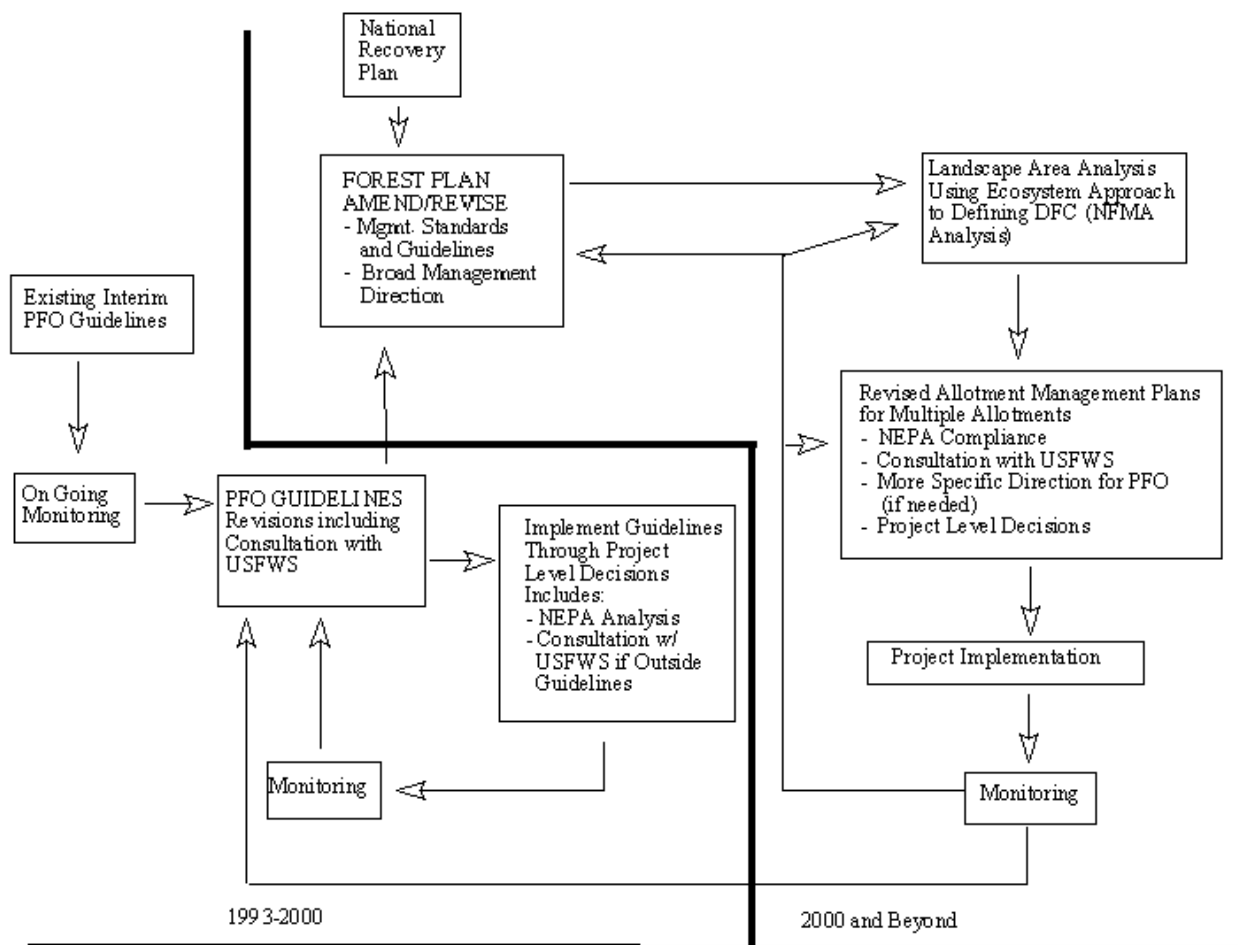 National
Recovery
Plan
FOREST PLAN
AMEND/REVISE
- Mgmt. Standards
and Guidelines
- Broad Management
Direction
Landscape Area Analysis
Using Ecosystem Approach
to Defining DFC (NFMA
Analysis)
Existing Interim
PFO Guidelines
Revised Allotment Management Plans
for Multiple Allotments
- NEPA Compliance
- Consultation with USFWS
- More Specific Direction for PFO
(if needed)
- Project Level Decisions
On Going
Monitoring
PFO GUIDELINES
Revisions including
Consultation with
USFWS
Implement Guidelines
Through Project
Level Decisions
Includes:
- NEPA Analysis
- Consultation w/
USFWS if Outside
Guidelines
Project Implementation
Monitoring
Monitoring
1993-2000
2000 and Beyond